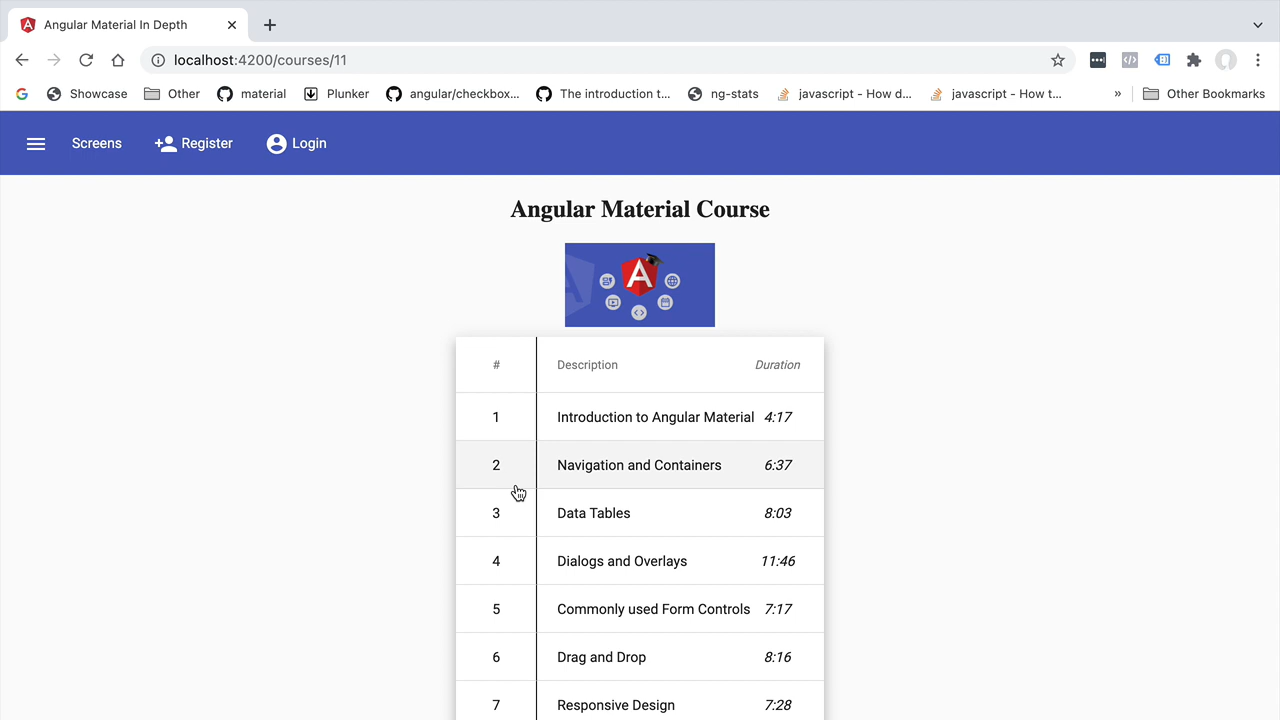 Angular Material In Depth
localhost:4200/courses/11
Showcase Other material Plunker angular/checkbox... The introduction t... ng-stats javascript - How d... javascript - How t... » Other Bookmarks
Screens Register Login
Angular Material Course
# Description Duration
1 Introduction to Angular Material 4:17
2 Navigation and Containers 6:37
3 Data Tables 8:03
4 Dialogs and Overlays 11:46
5 Commonly used Form Controls 7:17
6 Drag and Drop 8:16
7 Responsive Design 7:28